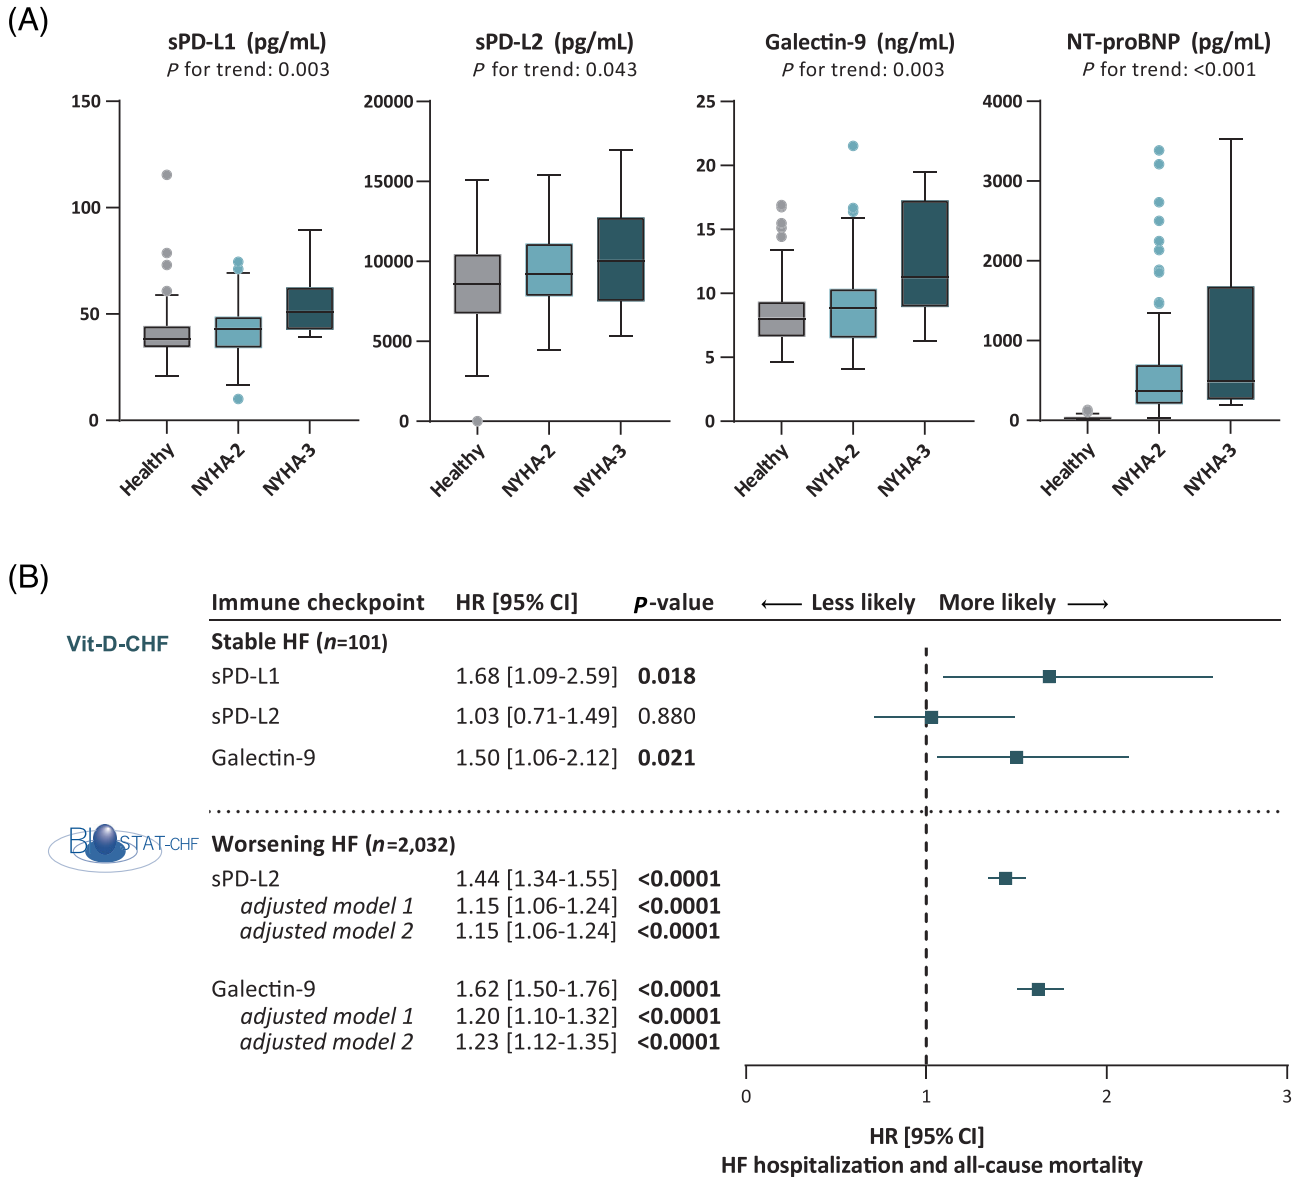 (A)
sPD-L1 (pg/mL)
P for trend: 0.003
150
100
50
0
Healthy
NYHA-2
NYHA-3
sPD-L2 (pg/mL)
P for trend: 0.043
20000
15000
10000
5000
0
Healthy
NYHA-2
NYHA-3
Galectin-9 (ng/mL)
P for trend: 0.003
25
20
15
10
5
0
Healthy
NYHA-2
NYHA-3
NT-proBNP (pg/mL)
P for trend: <0.001
4000
3000
2000
1000
0
Healthy
NYHA-2
NYHA-3
(B)
Immune checkpoint HR [95% CI] P-value ← Less likely More likely →
Vit-D-CHF
Stable HF (n=101)
sPD-L1 1.68 [1.09-2.59] 0.018
sPD-L2 1.03 [0.71-1.49] 0.880
Galectin-9 1.50 [1.06-2.12] 0.021
BIOSTAT-CHF
Worsening HF (n=2,032)
sPD-L2 1.44 [1.34-1.55] <0.0001
adjusted model 1 1.15 [1.06-1.24] <0.0001
adjusted model 2 1.15 [1.06-1.24] <0.0001
Galectin-9 1.62 [1.50-1.76] <0.0001
adjusted model 1 1.20 [1.10-1.32] <0.0001
adjusted model 2 1.23 [1.12-1.35] <0.0001
0 1 2 3
HR [95% CI]
HF hospitalization and all-cause mortality